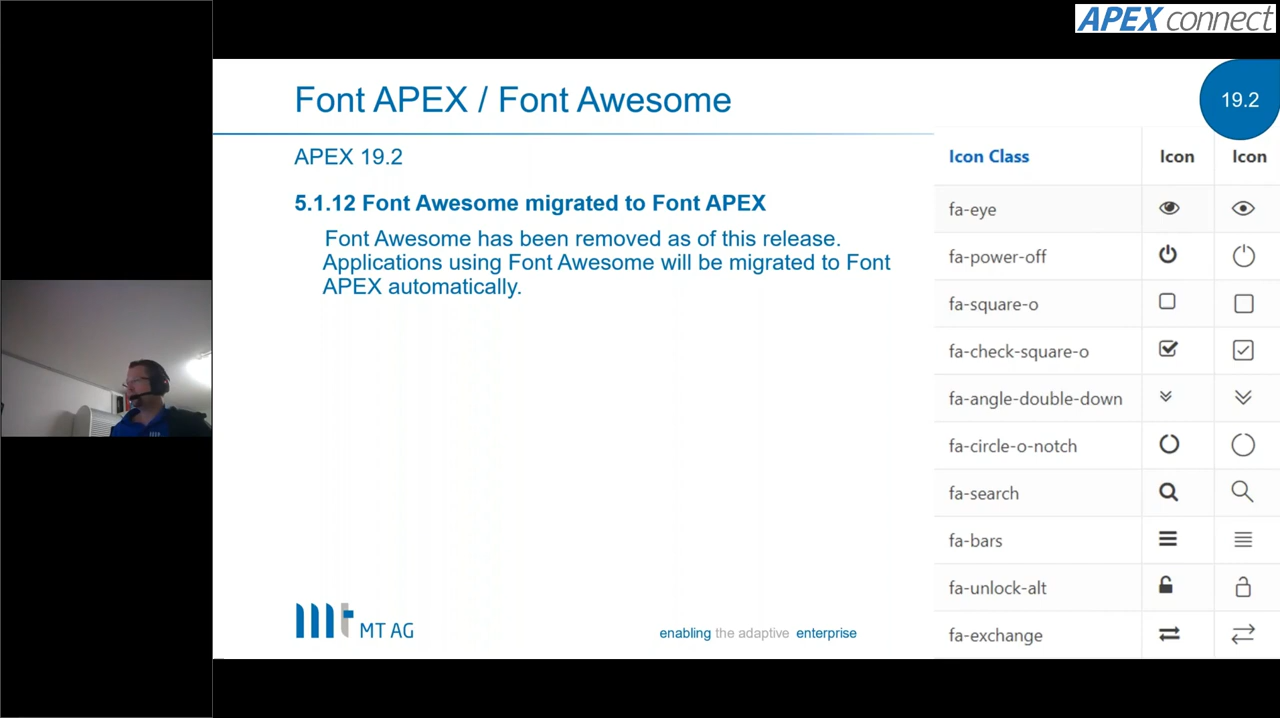 APEX connect
Font APEX / Font Awesome
19.2
APEX 19.2
5.1.12 Font Awesome migrated to Font APEX
Font Awesome has been removed as of this release.
Applications using Font Awesome will be migrated to Font
APEX automatically.
Icon Class Icon Icon
fa-eye
fa-power-off
fa-square-o
fa-check-square-o
fa-angle-double-down
fa-circle-o-notch
fa-search
fa-bars
fa-unlock-alt
fa-exchange
mt MT AG
enabling the adaptive enterprise